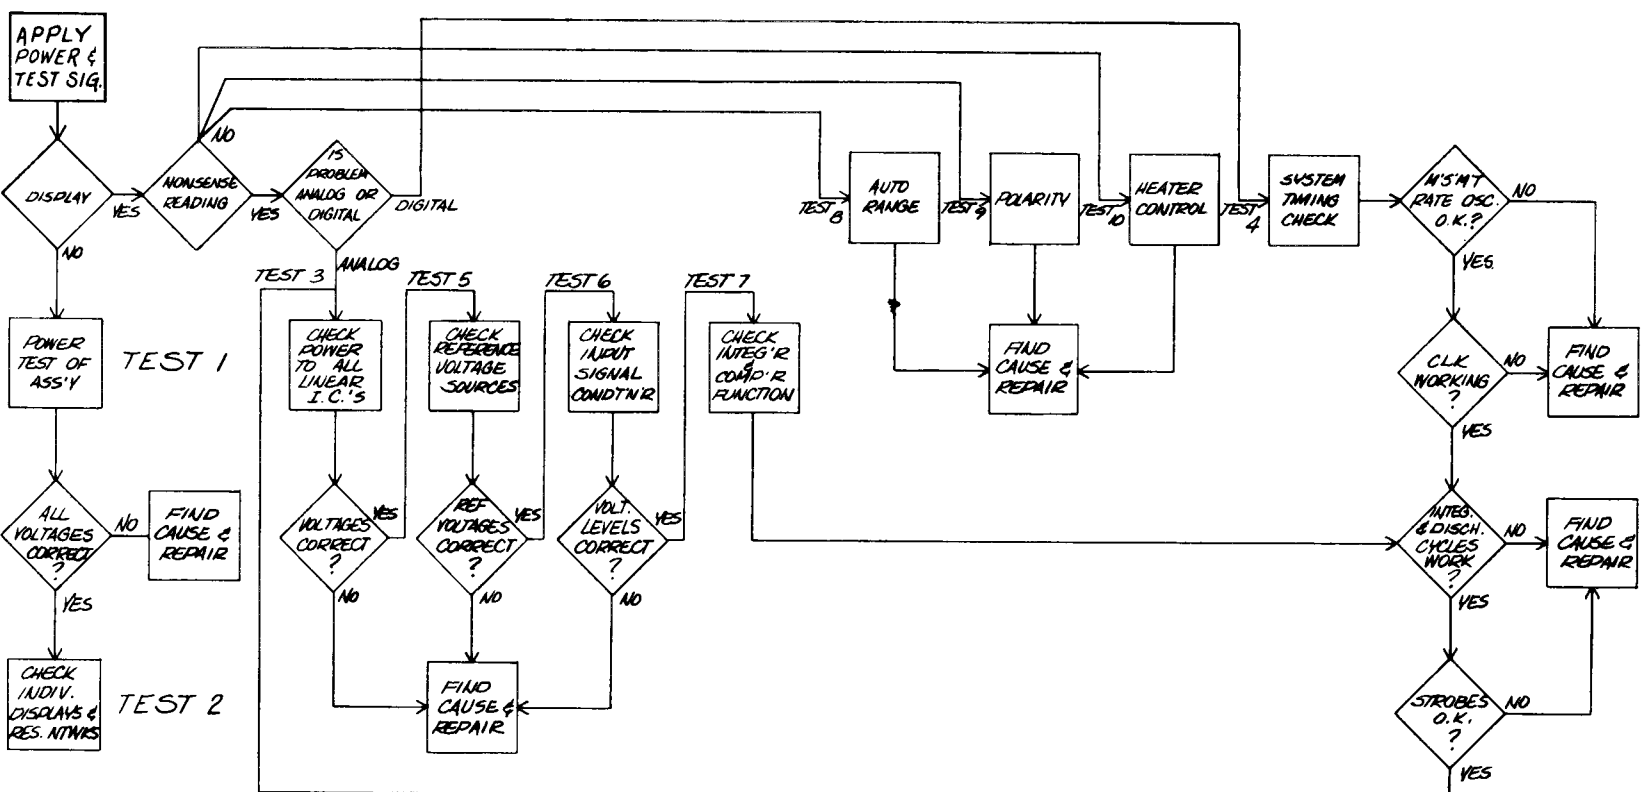 APPLY
POWER &
TEST SIG.
DISPLAY
YES
NO
NONSENSE
READING
NO
YES
IS
PROBLEM
ANALOG OR
DIGITAL
DIGITAL
ANALOG
POWER
TEST OF
ASS'Y
TEST 1
ALL
VOLTAGES
CORRECT
?
NO
FIND
CAUSE &
REPAIR
YES
CHECK
INDIV.
DISPLAYS &
RES. NTWKS
TEST 2
TEST 3
CHECK
POWER
TO ALL
LINEAR
I.C.'S
VOLTAGES
CORRECT
?
YES
NO
TEST 5
CHECK
REFERENCE
VOLTAGE
SOURCES
REF
VOLTAGES
CORRECT
?
YES
NO
TEST 6
CHECK
INPUT
SIGNAL
CONDT'N'R
VOLT.
LEVELS
CORRECT
?
YES
NO
FIND
CAUSE &
REPAIR
TEST 7
CHECK
INTEG'R
&
COMP'R
FUNCTION
TEST
8
AUTO
RANGE
TEST 9
POLARITY
TEST
10
HEATER
CONTROL
FIND
CAUSE &
REPAIR
TEST
4
SYSTEM
TIMING
CHECK
M'S'M'T
RATE OSC.
O.K.?
NO
YES.
CLK
WORKING
?
NO
FIND
CAUSE &
REPAIR
YES
INTEG.
& DISCH.
CYCLES
WORK
?
NO
FIND
CAUSE &
REPAIR
YES
STROBES
O.K.
?
NO
YES